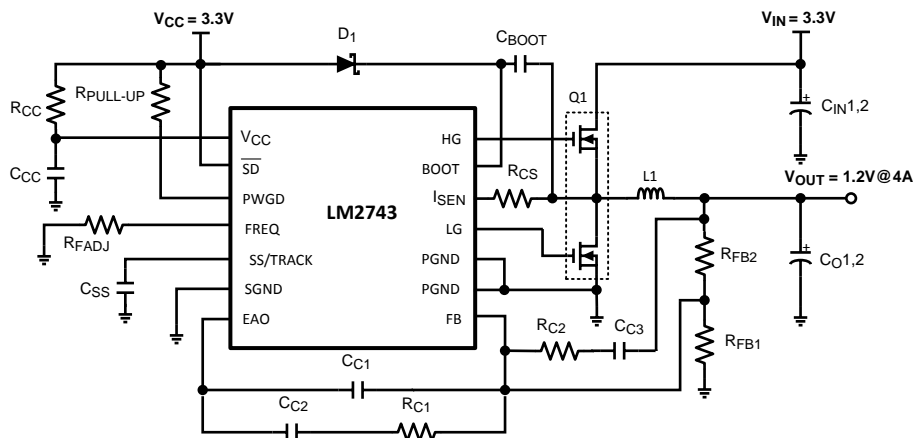 VCC = 3.3V
VIN = 3.3V
D1
CBOOT
RCC
RPULL-UP
Q1
CIN1,2
VCC
HG
CCC
SD
BOOT
RCS
L1
VOUT = 1.2V@4A
PWGD
ISEN
LM2743
FREQ
LG
RFADJ
RFB2
CO1,2
SS/TRACK
PGND
CSS
SGND
PGND
EAO
FB
RC2
CC3
RFB1
CC1
CC2
RC1